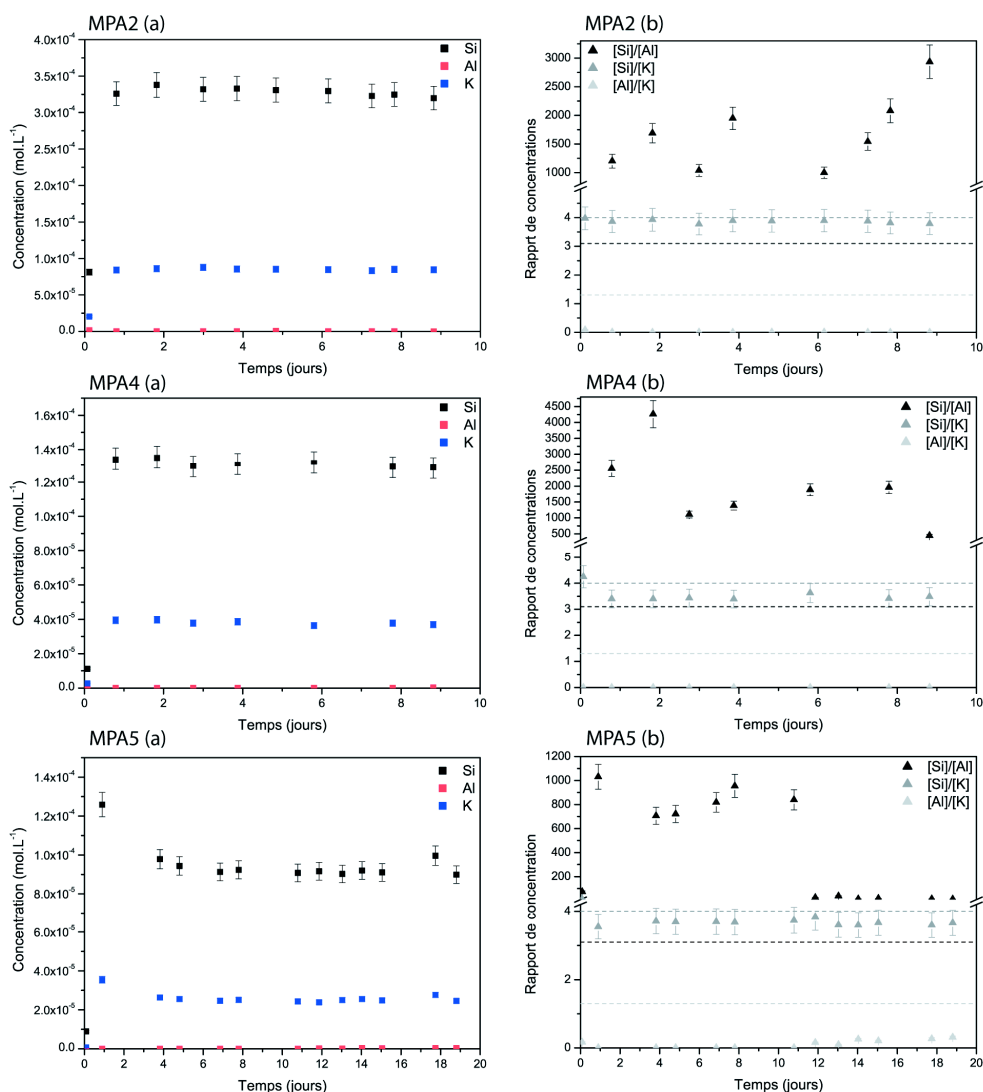 MPA2 (a)
4.0x10⁻⁴
3.5x10⁻⁴
3.0x10⁻⁴
2.5x10⁻⁴
2.0x10⁻⁴
1.5x10⁻⁴
1.0x10⁻⁴
5.0x10⁻⁵
0.0
Concentration (mol.L⁻¹)
Si
Al
K
0 2 4 6 8 10
Temps (jours)
MPA2 (b)
3000
2500
2000
1500
1000
4
3
2
1
0
Rapprt de concentrations
[Si]/[Al]
[Si]/[K]
[Al]/[K]
0 2 4 6 8 10
Temps (jours)
MPA4 (a)
1.6x10⁻⁴
1.4x10⁻⁴
1.2x10⁻⁴
1.0x10⁻⁴
8.0x10⁻⁵
6.0x10⁻⁵
4.0x10⁻⁵
2.0x10⁻⁵
0.0
Concentration (mol.L⁻¹)
Si
Al
K
0 2 4 6 8 10
Temps (jours)
MPA4 (b)
4500
4000
3500
3000
2500
2000
1500
1000
500
5
4
3
2
1
0
Rapport de concentrations
[Si]/[Al]
[Si]/[K]
[Al]/[K]
0 2 4 6 8 10
Temps (jours)
MPA5 (a)
1.4x10⁻⁴
1.2x10⁻⁴
1.0x10⁻⁴
8.0x10⁻⁵
6.0x10⁻⁵
4.0x10⁻⁵
2.0x10⁻⁵
0.0
Concentration (mol.L⁻¹)
Si
Al
K
0 2 4 6 8 10 12 14 16 18 20
Temps (jours)
MPA5 (b)
1200
1000
800
600
400
200
4
2
0
Rapport de concentration
[Si]/[Al]
[Si]/[K]
[Al]/[K]
0 2 4 6 8 10 12 14 16 18 20
Temps (jours)